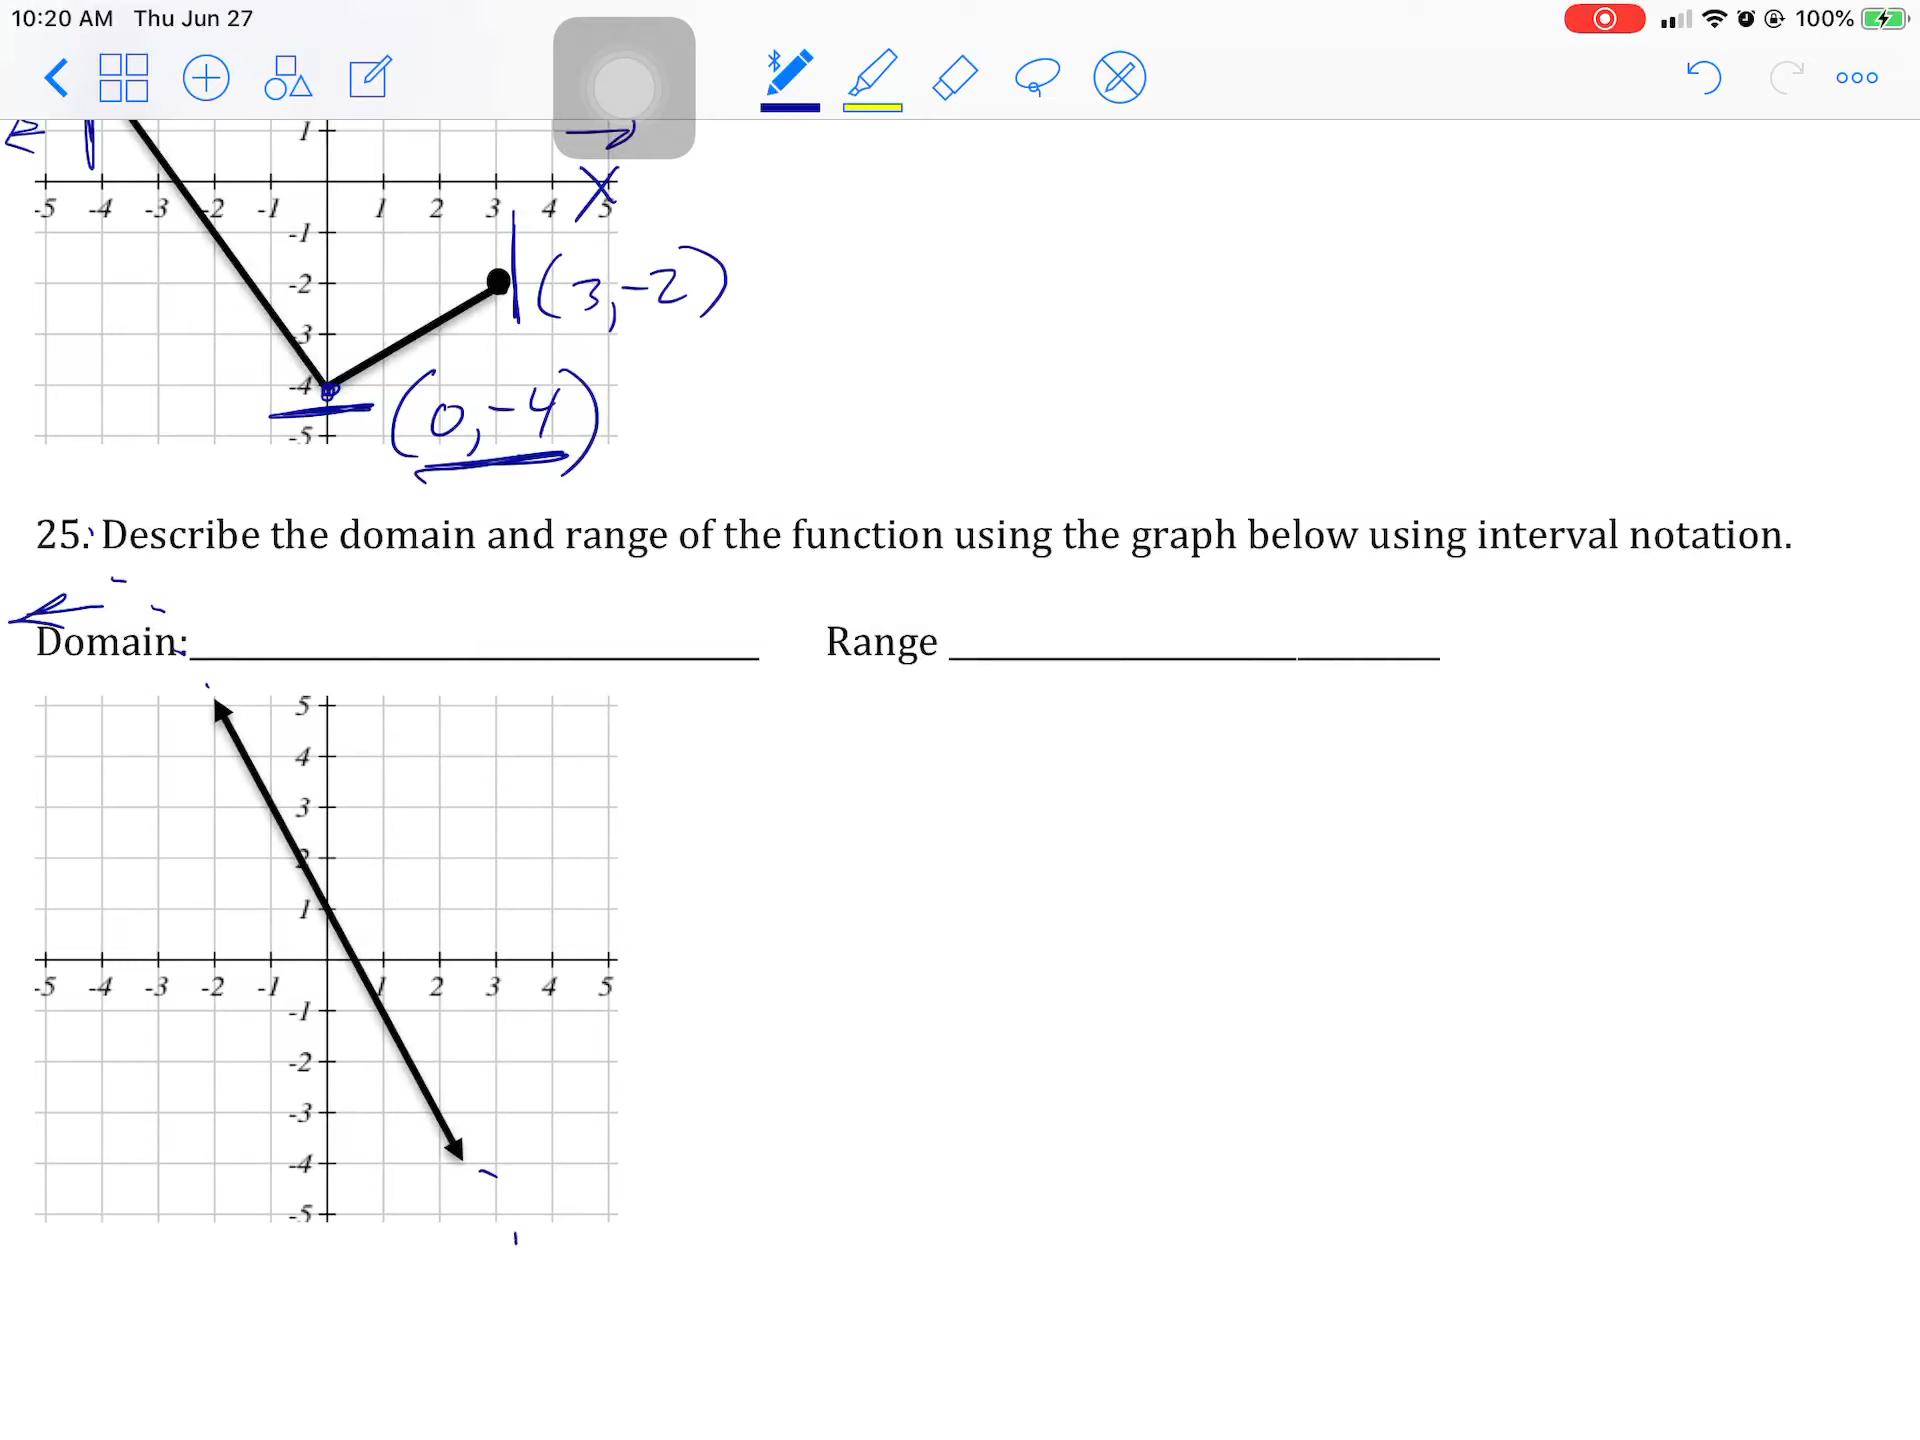 10:20 AM Thu Jun 27 100%
1
X
-5 -4 -3 -2 -1 1 2 3 4 5
-1
-2 (3,-2)
-3
-4 (0,-4)
-5
25. Describe the domain and range of the function using the graph below using interval notation.
Domain: Range
5
4
3
2
1
-5 -4 -3 -2 -1 1 2 3 4 5
-1
-2
-3
-4
-5